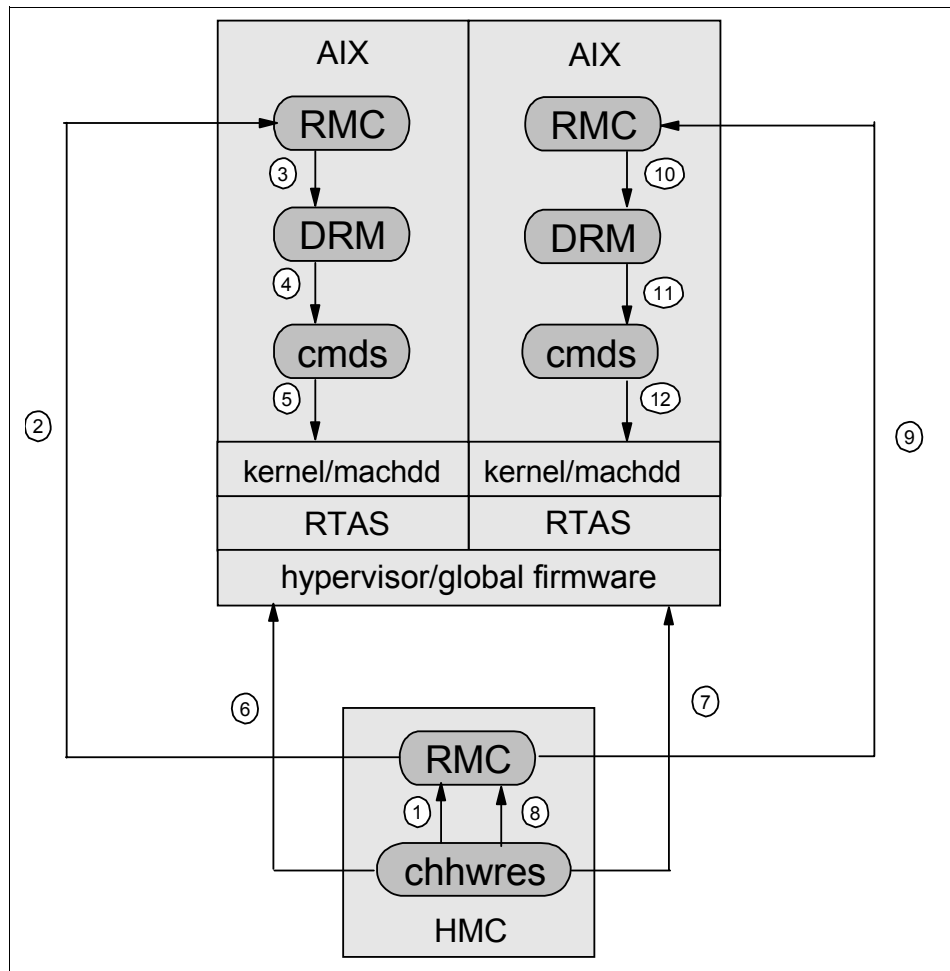 AIX AIX
RMC RMC
3 10
DRM DRM
4 11
cmds cmds
5 12
2 9
kernel/machdd kernel/machdd
RTAS RTAS
hypervisor/global firmware
6 7
RMC
1 8
chhwres
HMC